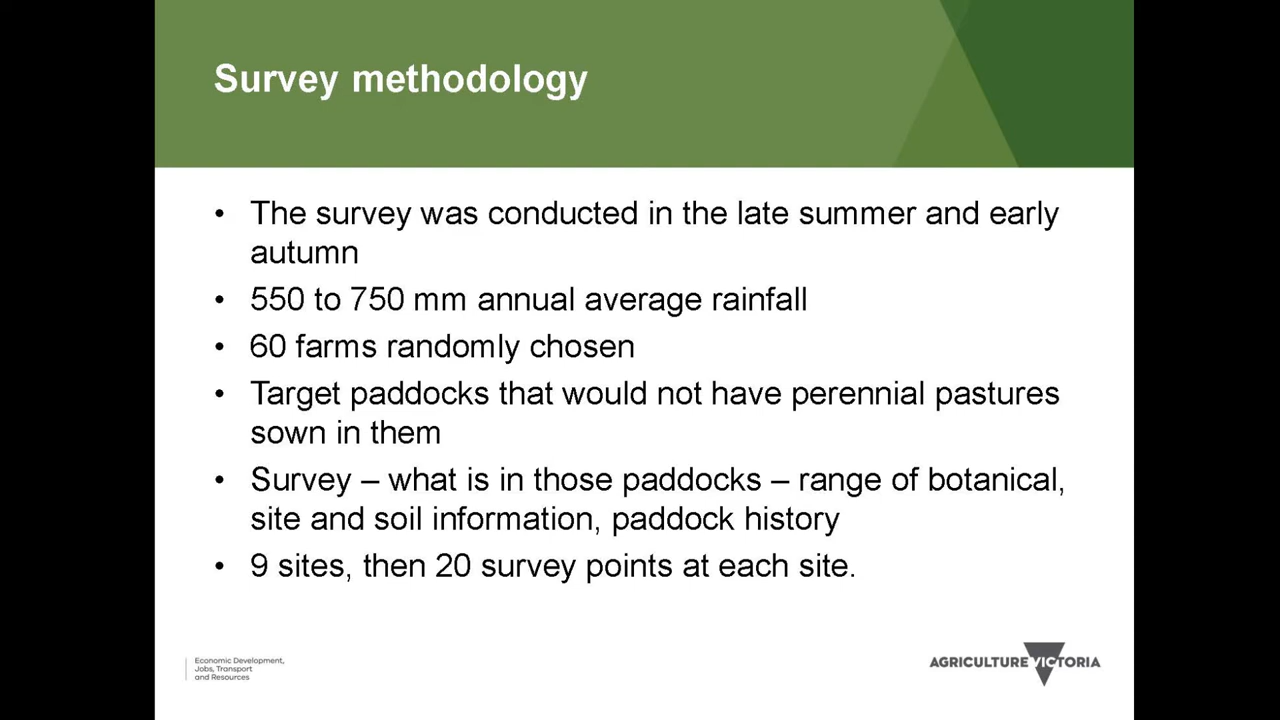 Survey methodology
• The survey was conducted in the late summer and early
autumn
• 550 to 750 mm annual average rainfall
• 60 farms randomly chosen
• Target paddocks that would not have perennial pastures
sown in them
• Survey – what is in those paddocks – range of botanical,
site and soil information, paddock history
• 9 sites, then 20 survey points at each site.
Economic Development,
Jobs, Transport
and Resources
AGRICULTURE VICTORIA